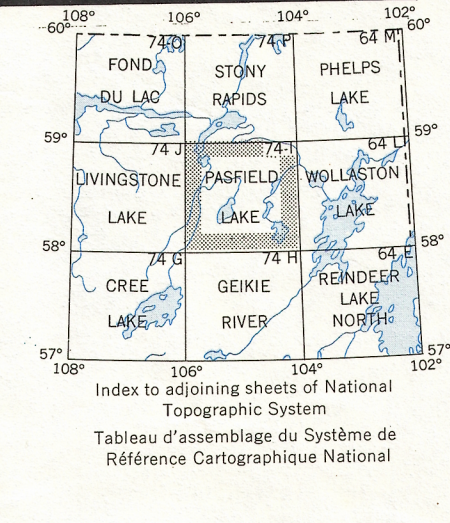 108° 106° 104° 102°
60° 74-O 74-P 64 M 60°
FOND STONY PHELPS
DU LAC RAPIDS LAKE
59° 74 J 74-I 64 L 59°
LIVINGSTONE PASFIELD WOLLASTON
LAKE LAKE LAKE
58° 74 G 74 H 64 E 58°
CREE GEIKIE REINDEER
LAKE
LAKE RIVER NORTH
57° 57°
108° 106° 104° 102°
Index to adjoining sheets of National
Topographic System
Tableau d'assemblage du Système de
Référence Cartographique National